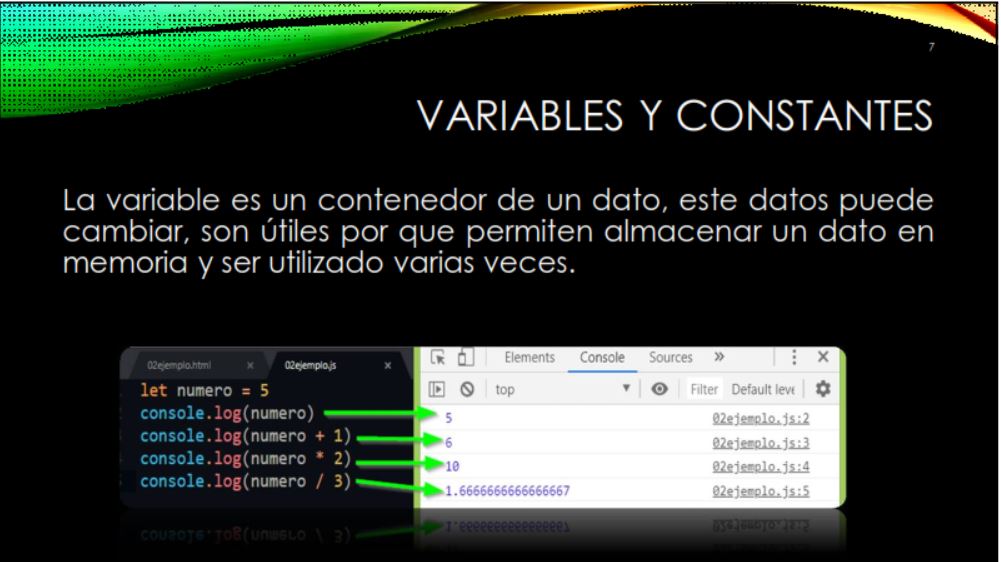 7
VARIABLES Y CONSTANTES
La variable es un contenedor de un dato, este datos puede
cambiar, son útiles por que permiten almacenar un dato en
memoria y ser utilizado varias veces.
02ejemplo.html x 02ejemplo.js x
let numero = 5
console.log(numero)
console.log(numero + 1)
console.log(numero * 2)
console.log(numero / 3)
Elements Console Sources »
top Filter Default leve
5 02ejemplo.js:2
6 02ejemplo.js:3
10 02ejemplo.js:4
1.6666666666666667 02ejemplo.js:5